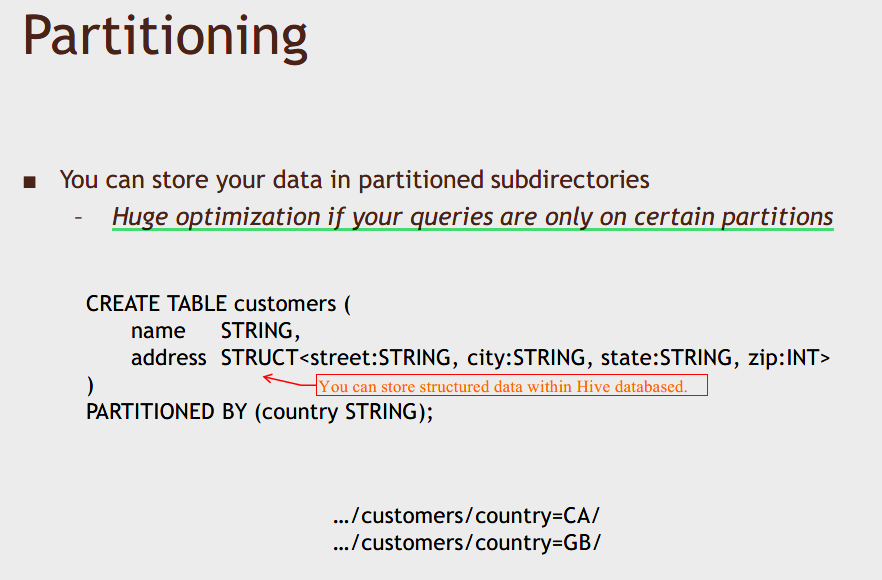 Partitioning
■ You can store your data in partitioned subdirectories
– Huge optimization if your queries are only on certain partitions
CREATE TABLE customers (
name STRING,
address STRUCT<street:STRING, city:STRING, state:STRING, zip:INT>
)
You can store structured data within Hive databased.
PARTITIONED BY (country STRING);
…/customers/country=CA/
…/customers/country=GB/